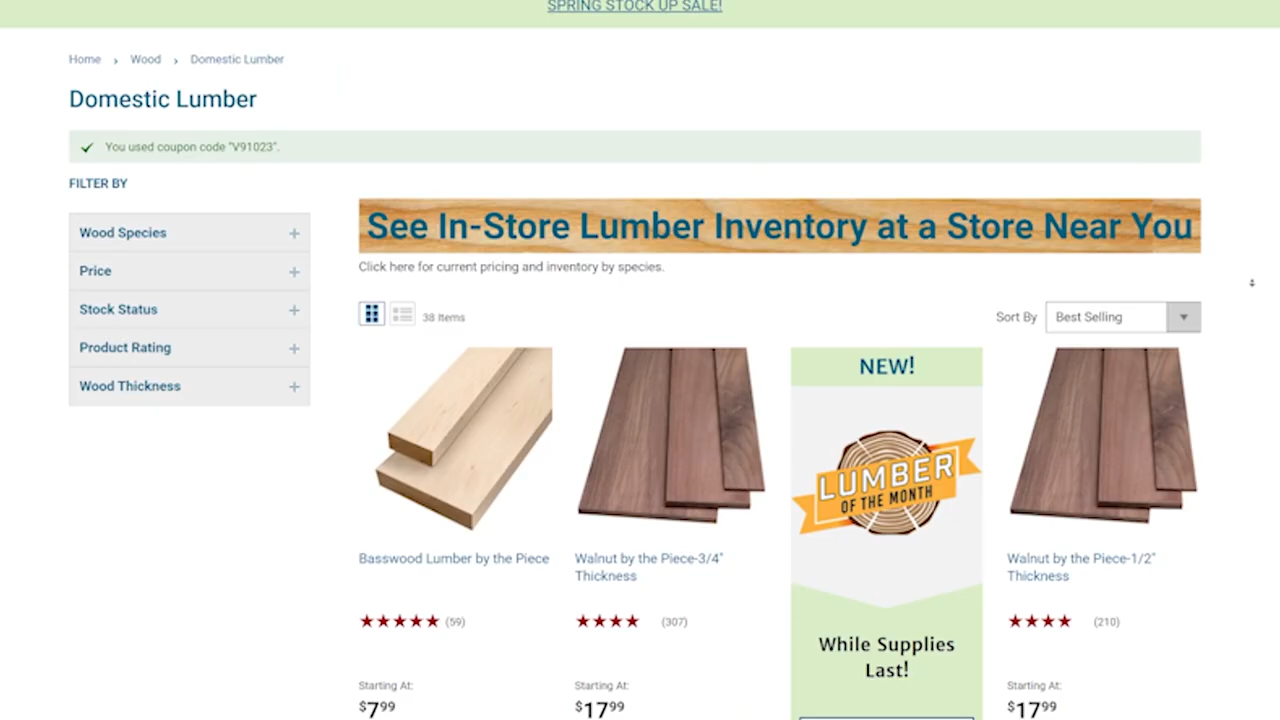 SPRING STOCK UP SALE!
Home › Wood › Domestic Lumber
Domestic Lumber
You used coupon code "V91023".
FILTER BY
Wood Species +
Price +
Stock Status +
Product Rating +
Wood Thickness +
See In-Store Lumber Inventory at a Store Near You
Click here for current pricing and inventory by species.
38 Items
Sort By Best Selling
NEW!
LUMBER
OF THE MONTH
While Supplies
Last!
Basswood Lumber by the Piece
(59)
Starting At:
$7.99
Walnut by the Piece-3/4"
Thickness
(307)
Starting At:
$17.99
Walnut by the Piece-1/2"
Thickness
(210)
Starting At:
$17.99